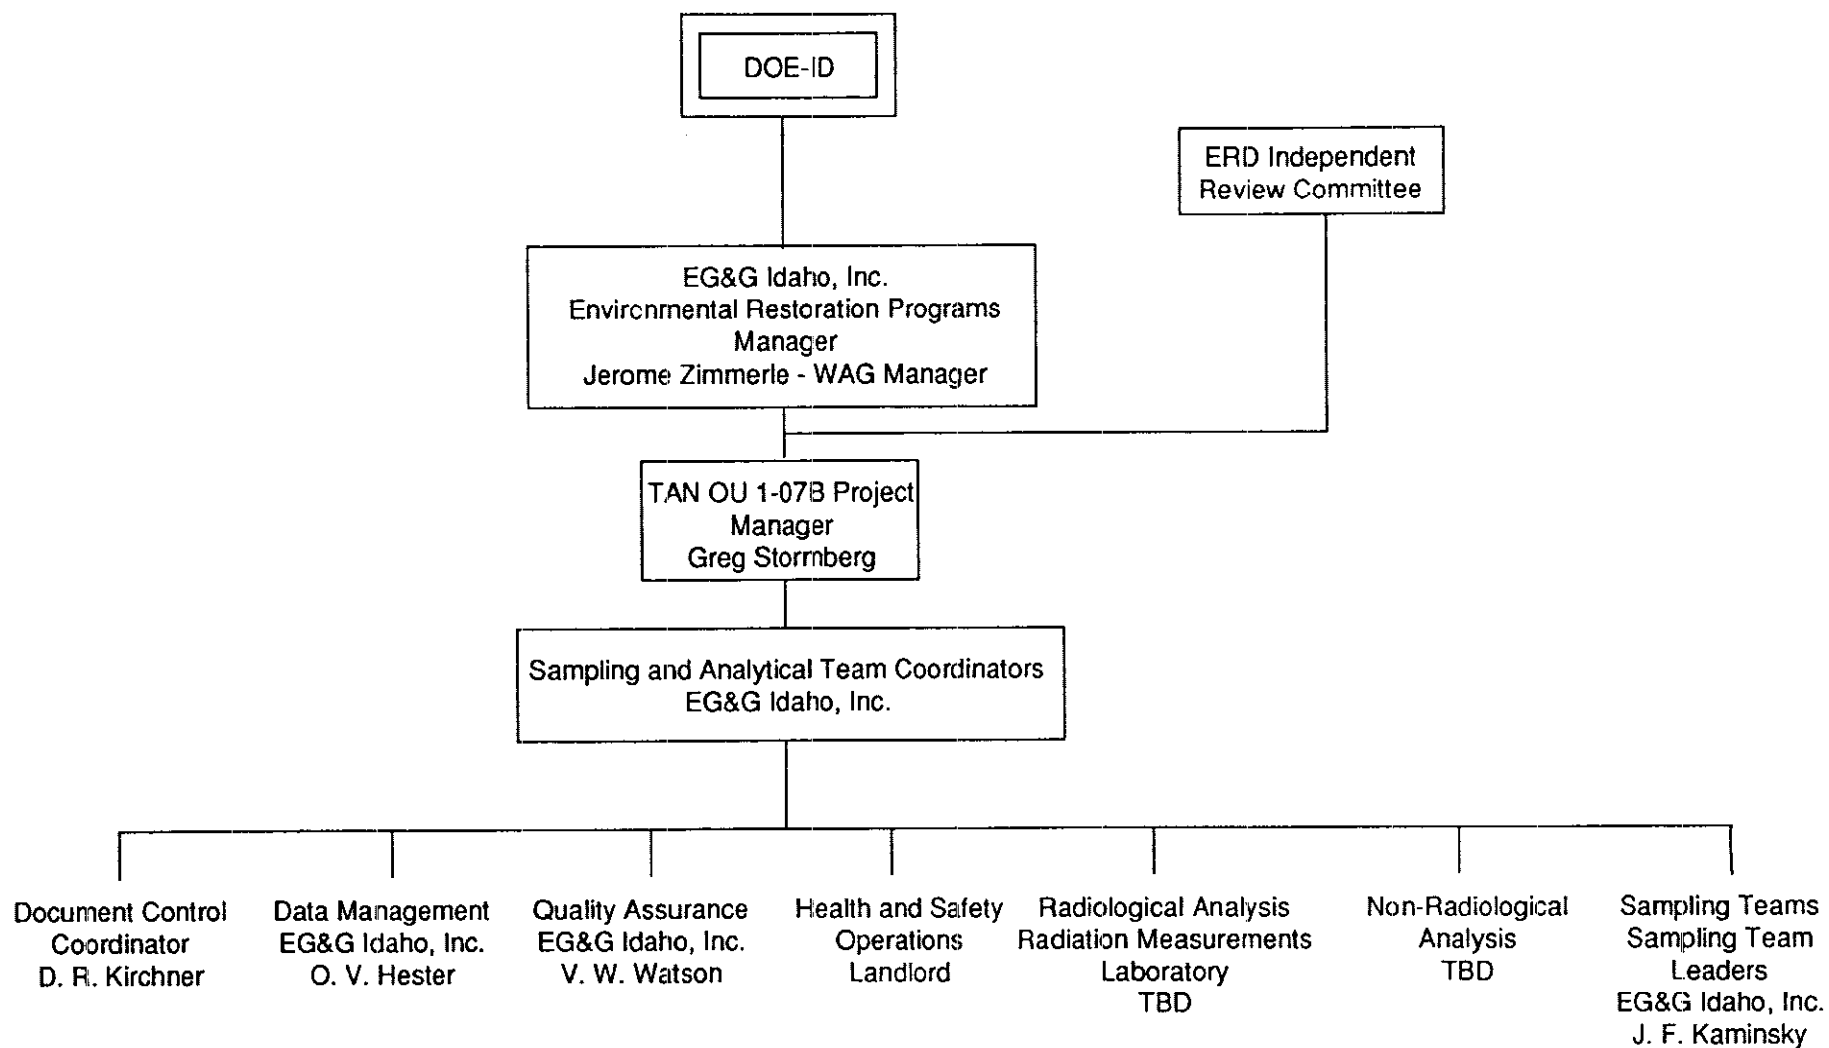 DOE-ID
ERD Independent
Review Committee
EG&G Idaho, Inc.
Environmental Restoration Programs
Manager
Jerome Zimmerle - WAG Manager
TAN OU 1-07B Project
Manager
Greg Stormberg
Sampling and Analytical Team Coordinators
EG&G Idaho, Inc.
Document Control
Coordinator
D. R. Kirchner
Data Management
EG&G Idaho, Inc.
O. V. Hester
Quality Assurance
EG&G Idaho, Inc.
V. W. Watson
Health and Safety
Operations
Landlord
Radiological Analysis
Radiation Measurements
Laboratory
TBD
Non-Radiological
Analysis
TBD
Sampling Teams
Sampling Team
Leaders
EG&G Idaho, Inc.
J. F. Kaminsky